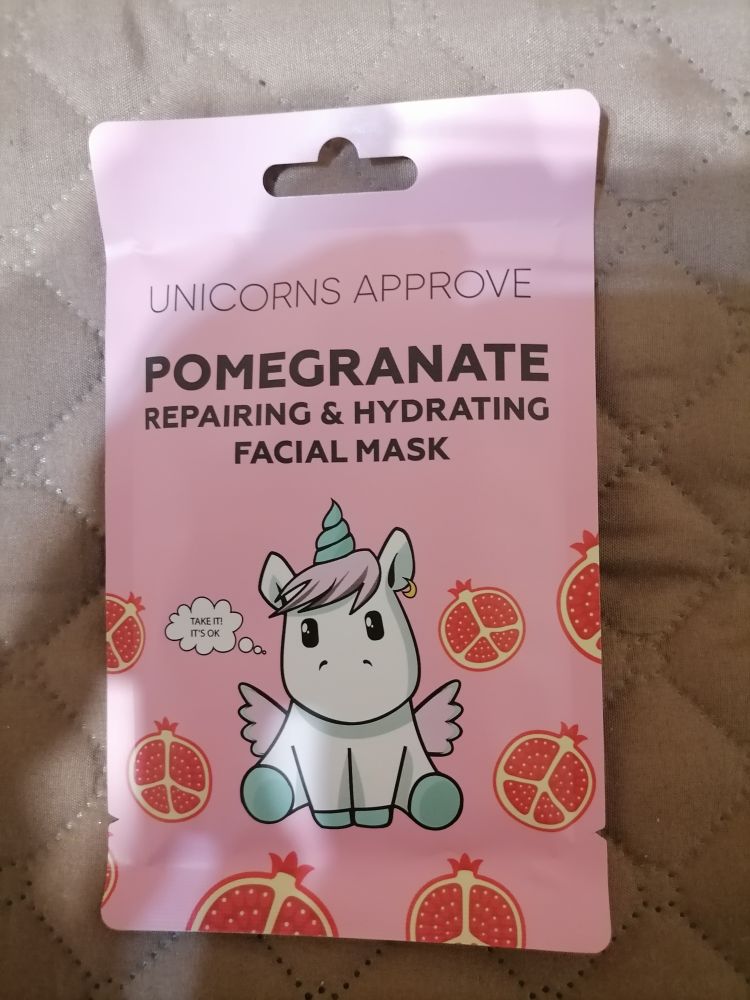 UNICORNS APPROVE
POMEGRANATE
REPAIRING & HYDRATING
FACIAL MASK
TAKE IT!
IT'S OK